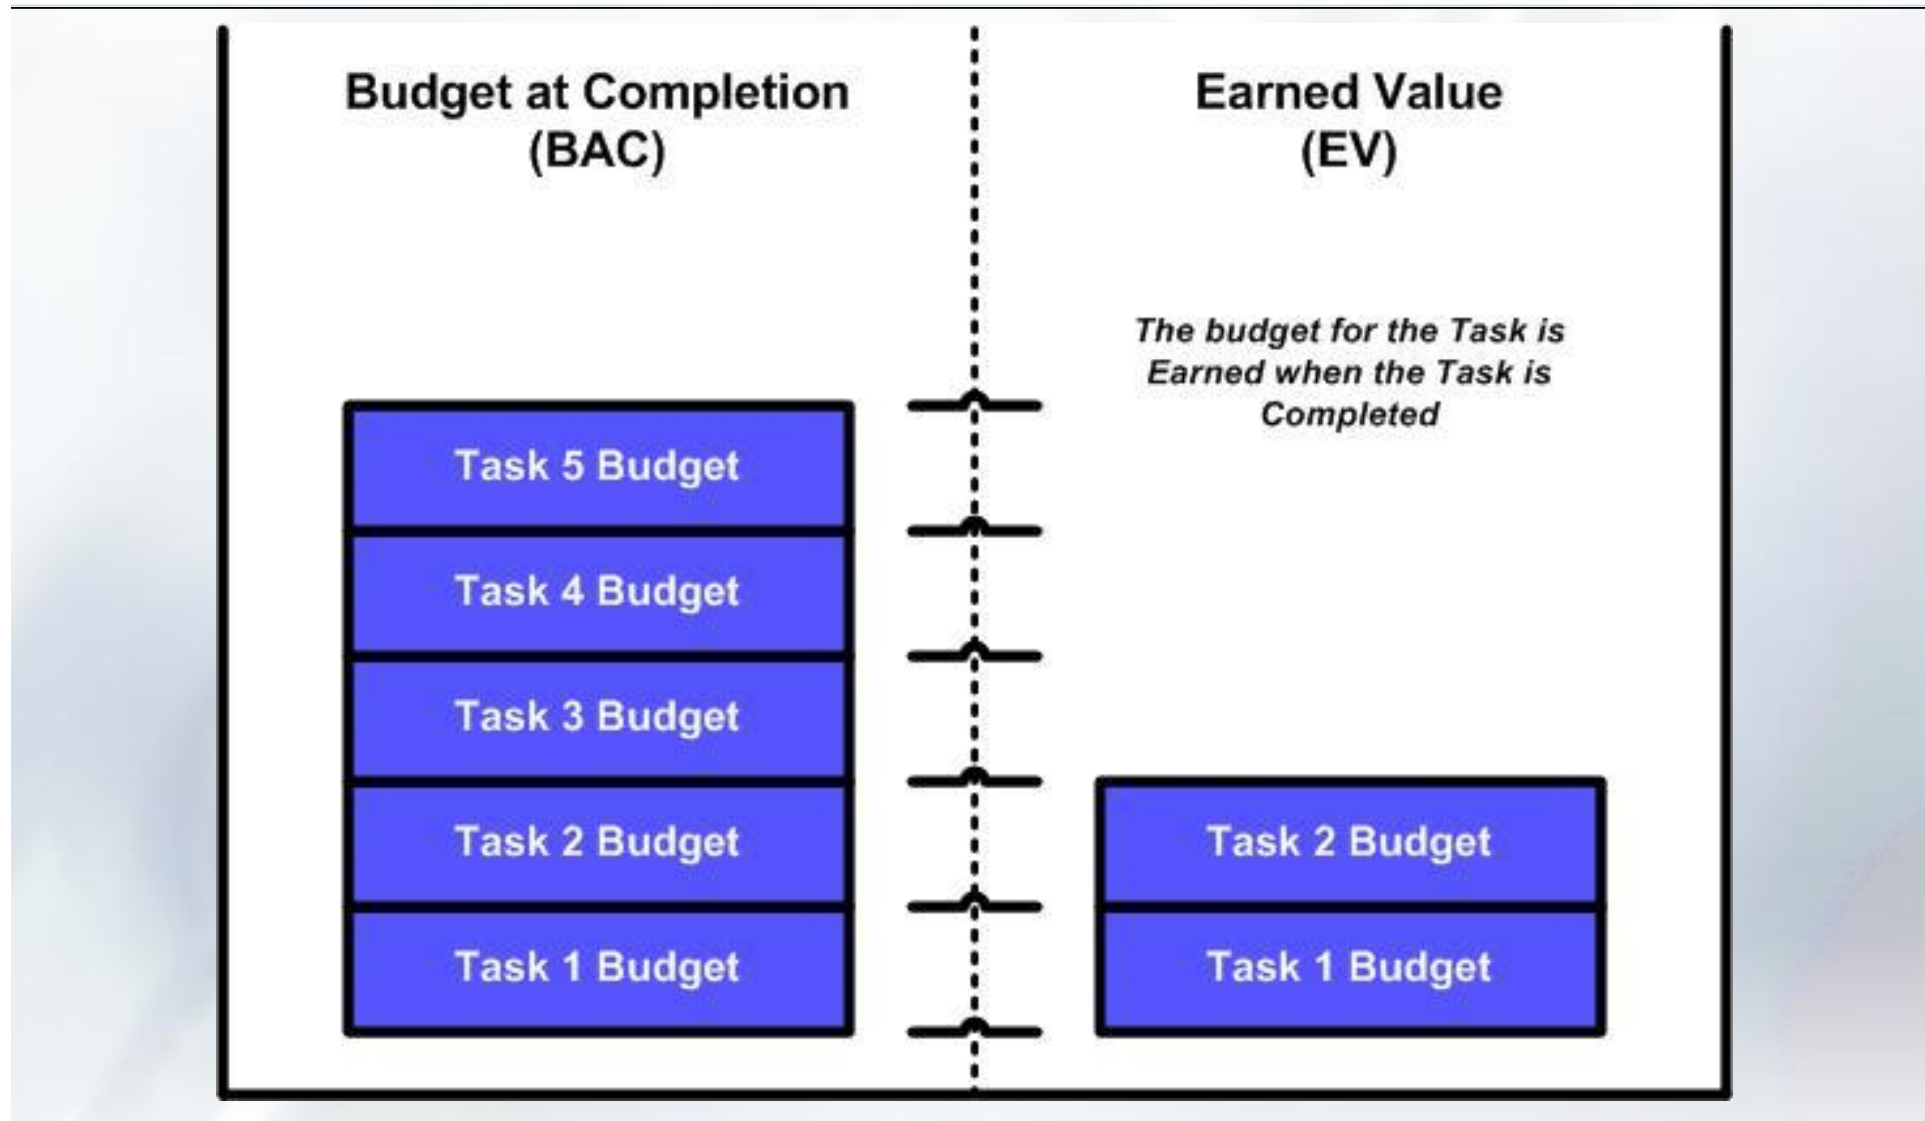 Budget at Completion
(BAC)
Task 5 Budget
Task 4 Budget
Task 3 Budget
Task 2 Budget
Task 1 Budget
Earned Value
(EV)
The budget for the Task is
Earned when the Task is
Completed
Task 2 Budget
Task 1 Budget